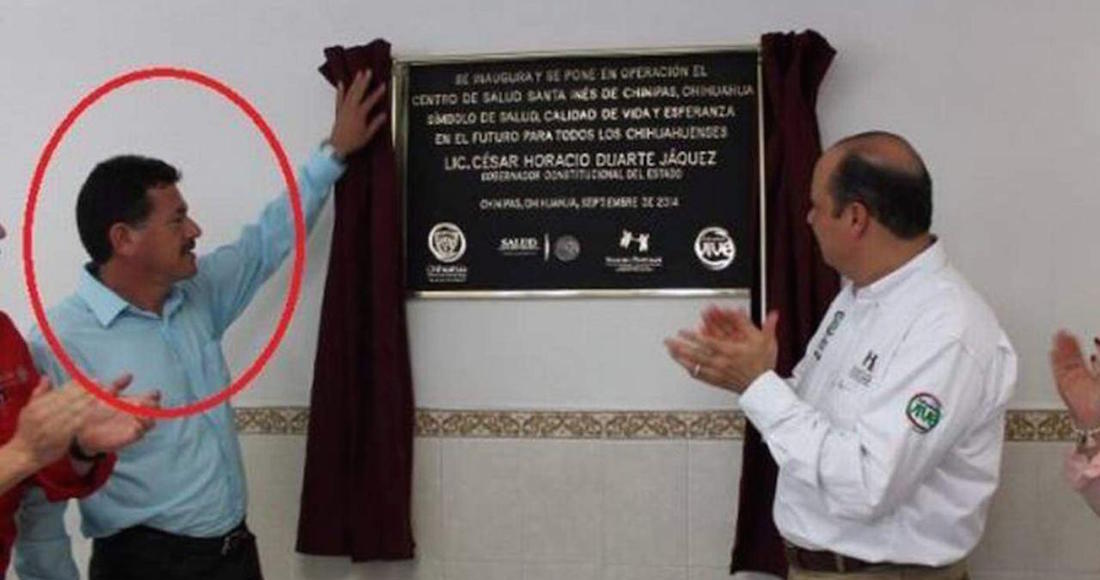 SE INAUGURA Y SE PONE EN OPERACIÓN EL
CENTRO DE SALUD SANTA INÉS DE CHINIPAS, CHIHUAHUA
SÍMBOLO DE SALUD, CALIDAD DE VIDA Y ESPERANZA
EN EL FUTURO PARA TODOS LOS CHIHUAHUENSES
LIC. CÉSAR HORACIO DUARTE JÁQUEZ
GOBERNADOR CONSTITUCIONAL DEL ESTADO
CHINIPAS, CHIHUAHUA, SEPTIEMBRE DE 2014
Chihuahua
SALUD
vive
H
vive